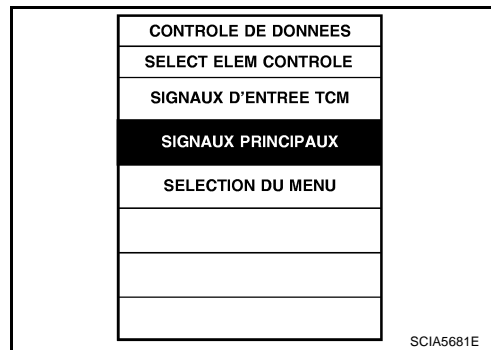 CONTROLE DE DONNEES
SELECT ELEM CONTROLE
SIGNAUX D'ENTREE TCM
SIGNAUX PRINCIPAUX
SELECTION DU MENU
SCIA5681E